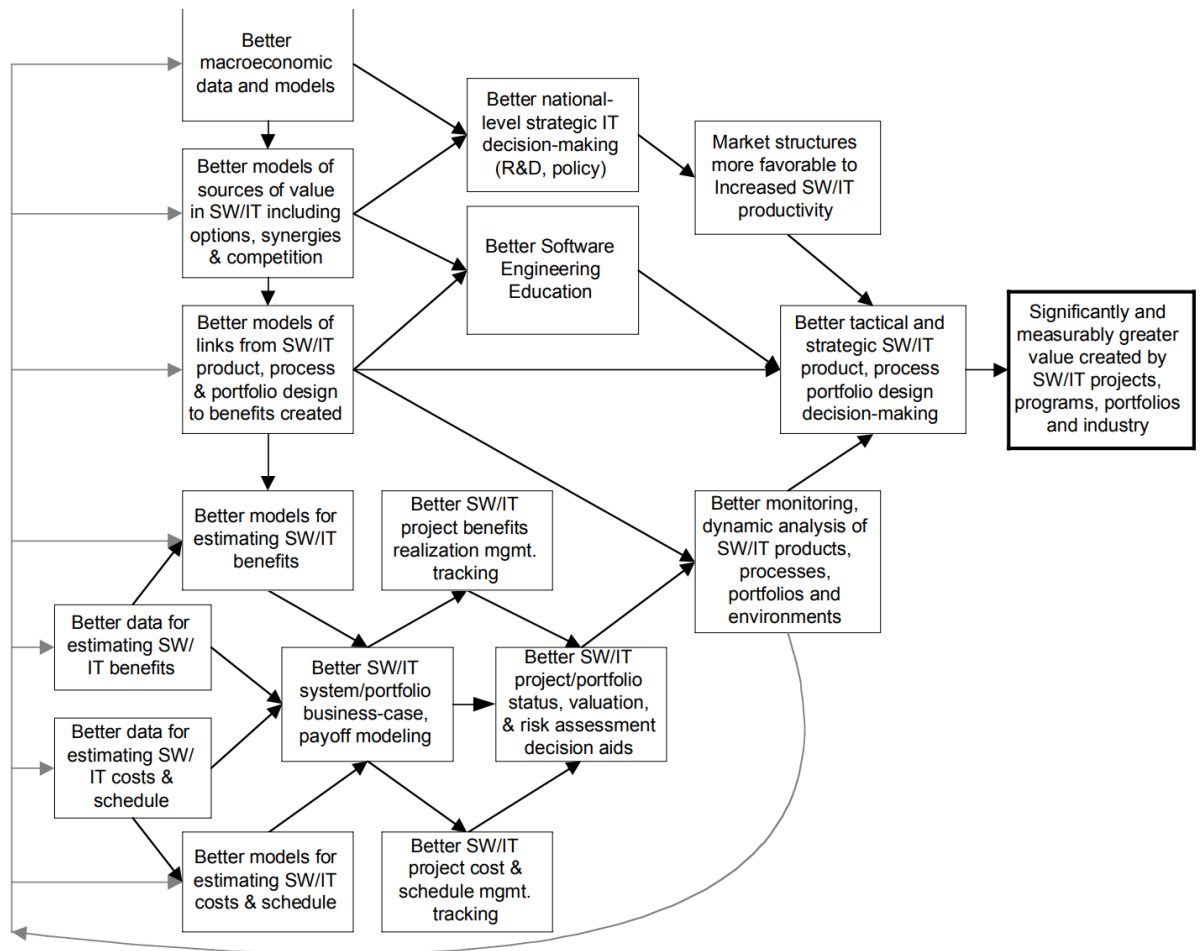 Better
macroeconomic
data and models
Better national-
level strategic IT
decision-making
(R&D, policy)
Market structures
more favorable to
Increased SW/IT
productivity
Better models of
sources of value
in SW/IT including
options, synergies
& competition
Better Software
Engineering
Education
Better models of
links from SW/IT
product, process
& portfolio design
to benefits created
Better tactical and
strategic SW/IT
product, process
portfolio design
decision-making
Significantly and
measurably greater
value created by
SW/IT projects,
programs, portfolios
and industry
Better models for
estimating SW/IT
benefits
Better SW/IT
project benefits
realization mgmt.
tracking
Better monitoring,
dynamic analysis of
SW/IT products,
processes,
portfolios and
environments
Better data for
estimating SW/
IT benefits
Better SW/IT
system/portfolio
business-case,
payoff modeling
Better SW/IT
project/portfolio
status, valuation,
& risk assessment
decision aids
Better data for
estimating SW/
IT costs &
schedule
Better models for
estimating SW/IT
costs & schedule
Better SW/IT
project cost &
schedule mgmt.
tracking